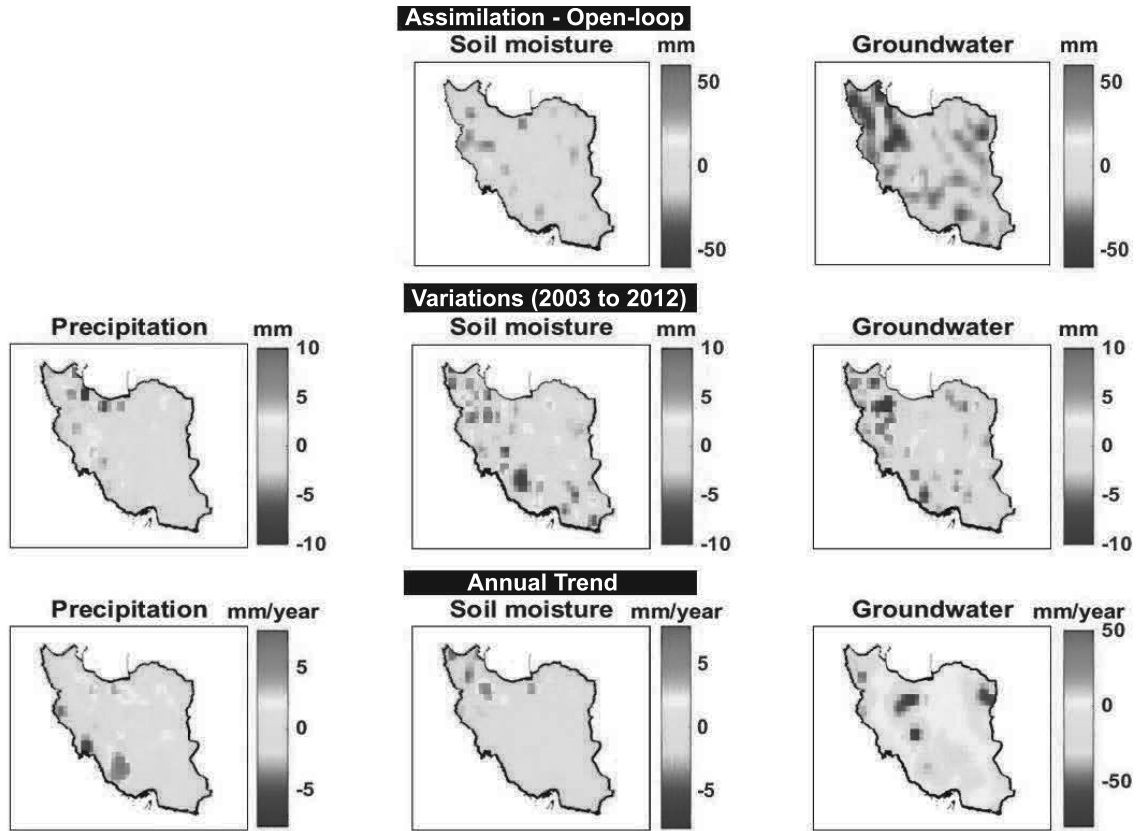 Assimilation - Open-loop
Soil moisture mm
Groundwater mm
50
0
-50
50
0
-50
Variations (2003 to 2012)
Precipitation mm
Soil moisture mm
Groundwater mm
10
5
0
-5
-10
10
5
0
-5
-10
10
5
0
-5
-10
Annual Trend
Precipitation mm/year
Soil moisture mm/year
Groundwater mm/year
5
0
-5
5
0
-5
50
0
-50